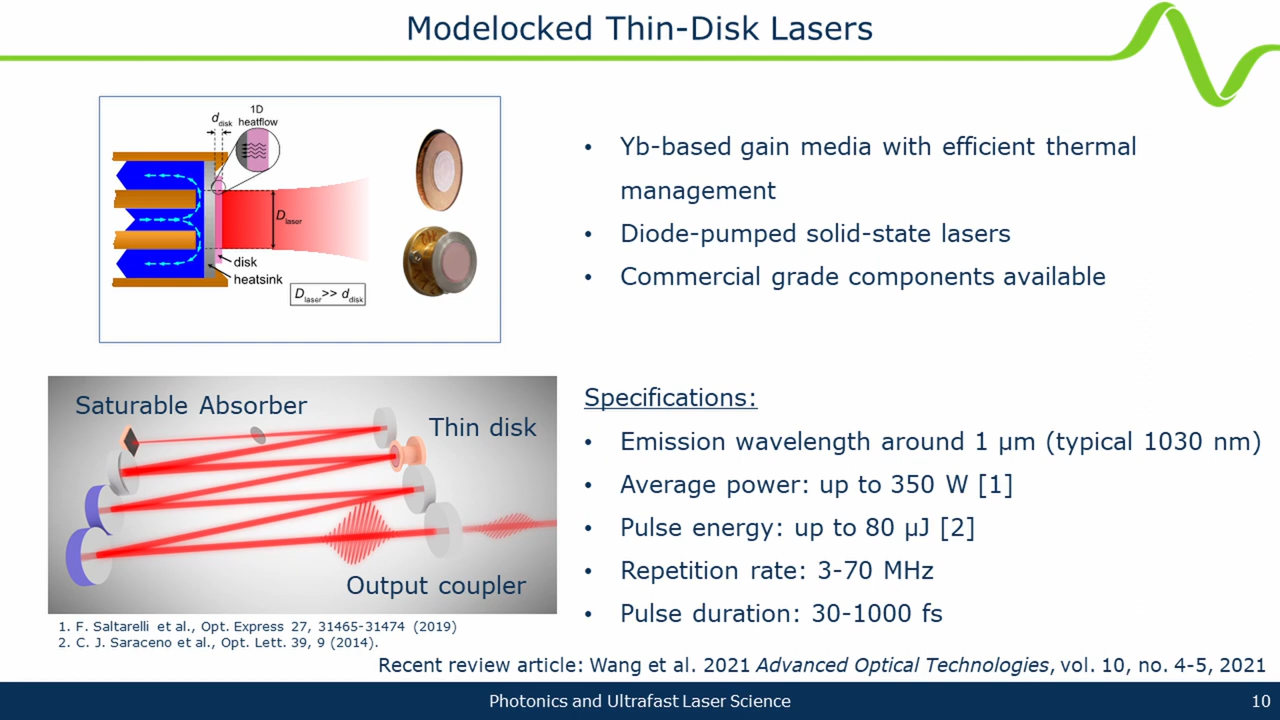 Modelocked Thin-Disk Lasers
1D
heatflow
d disk
D laser
disk
heatsink
D laser >> d disk
• Yb-based gain media with efficient thermal
management
• Diode-pumped solid-state lasers
• Commercial grade components available
Saturable Absorber
Thin disk
Output coupler
1. F. Saltarelli et al., Opt. Express 27, 31465-31474 (2019)
2. C. J. Saraceno et al., Opt. Lett. 39, 9 (2014).
Specifications:
• Emission wavelength around 1 µm (typical 1030 nm)
• Average power: up to 350 W [1]
• Pulse energy: up to 80 µJ [2]
• Repetition rate: 3-70 MHz
• Pulse duration: 30-1000 fs
Recent review article: Wang et al. 2021 Advanced Optical Technologies, vol. 10, no. 4-5, 2021
Photonics and Ultrafast Laser Science
10